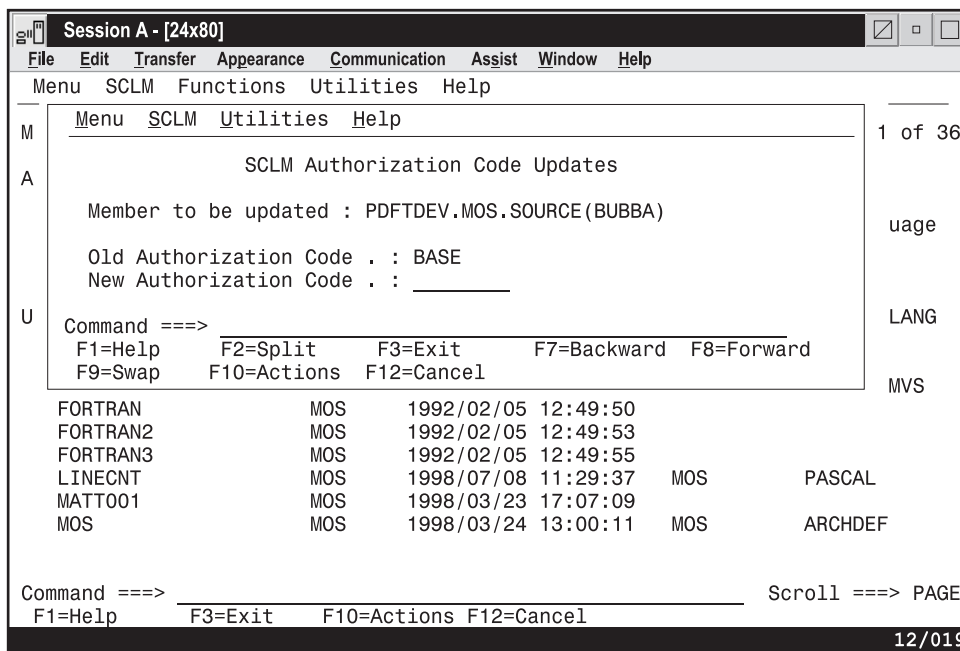 Session A - [24x80]
File Edit Transfer Appearance Communication Assist Window Help
Menu SCLM Functions Utilities Help
Menu SCLM Utilities Help
M 1 of 36
SCLM Authorization Code Updates
A
Member to be updated : PDFTDEV.MOS.SOURCE(BUBBA)
uage
Old Authorization Code . : BASE
New Authorization Code . :
U LANG
Command ===>
F1=Help F2=Split F3=Exit F7=Backward F8=Forward
F9=Swap F10=Actions F12=Cancel
MVS
FORTRAN MOS 1992/02/05 12:49:50
FORTRAN2 MOS 1992/02/05 12:49:53
FORTRAN3 MOS 1992/02/05 12:49:55
LINECNT MOS 1998/07/08 11:29:37 MOS PASCAL
MATT001 MOS 1998/03/23 17:07:09
MOS MOS 1998/03/24 13:00:11 MOS ARCHDEF
Command ===> Scroll ===> PAGE
F1=Help F3=Exit F10=Actions F12=Cancel
12/019